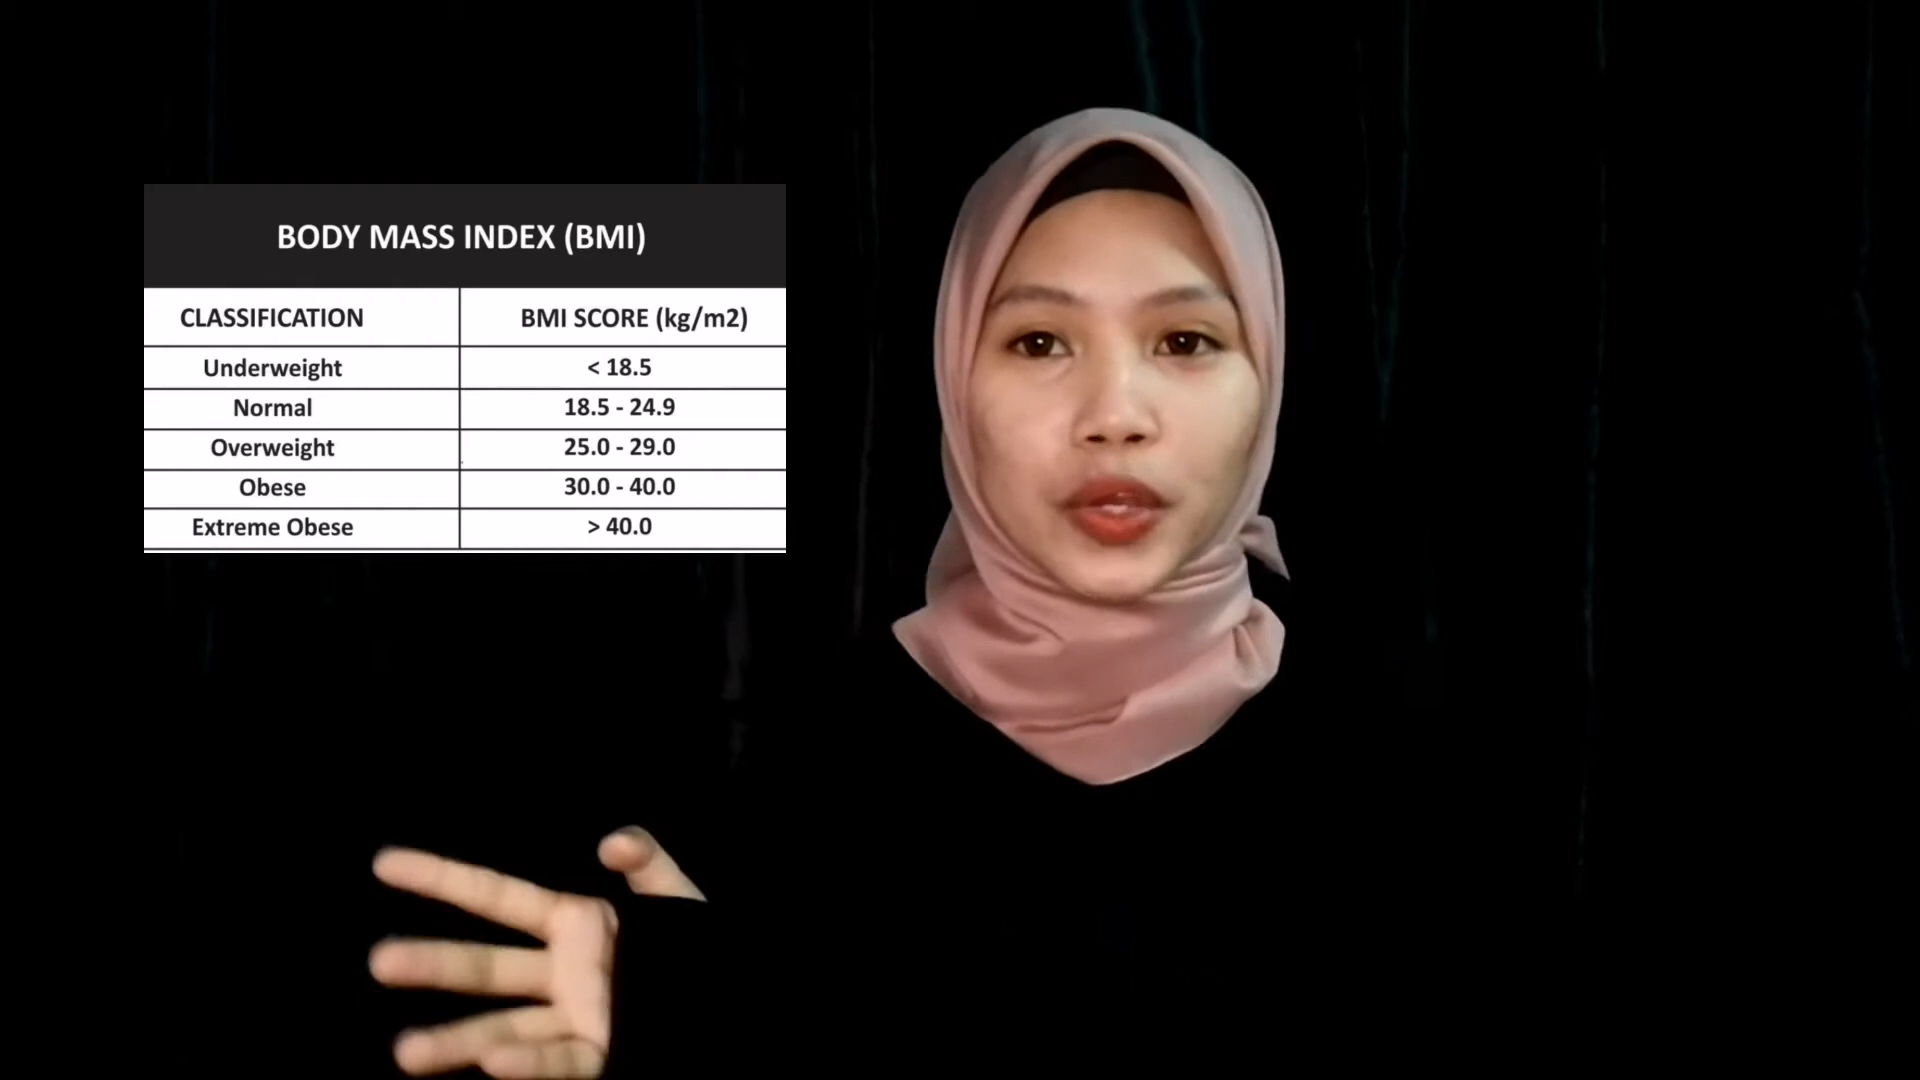 BODY MASS INDEX (BMI)
CLASSIFICATION BMI SCORE (kg/m2)
Underweight < 18.5
Normal 18.5 - 24.9
Overweight 25.0 - 29.0
Obese 30.0 - 40.0
Extreme Obese > 40.0